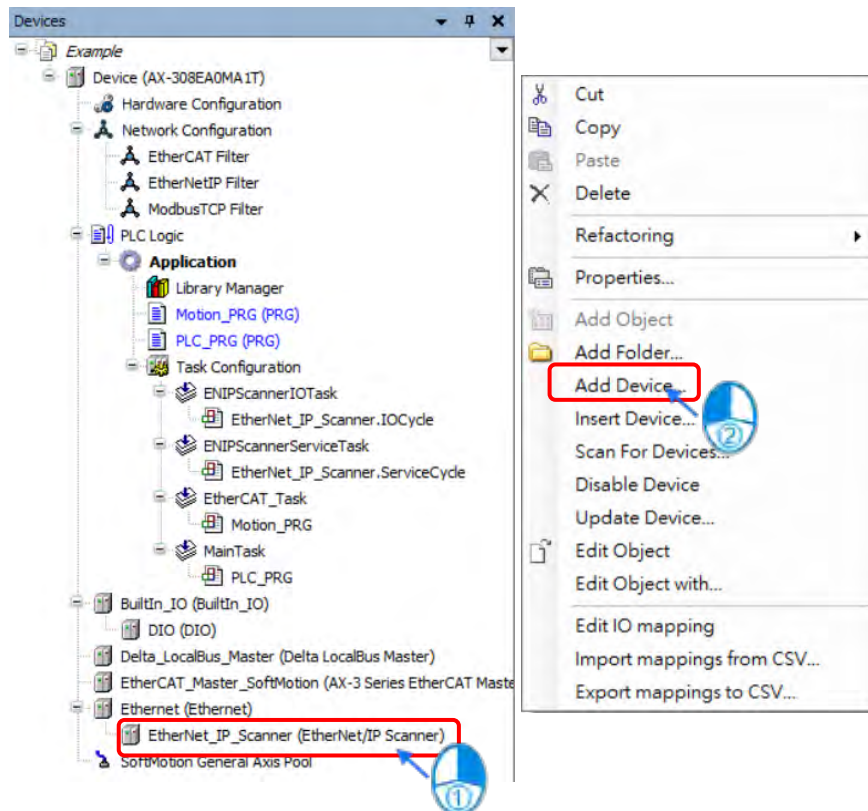 Devices
Example
Device (AX-308EA0MA1T)
Hardware Configuration
Network Configuration
EtherCAT Filter
EtherNetIP Filter
ModbusTCP Filter
PLC Logic
Application
Library Manager
Motion_PRG (PRG)
PLC_PRG (PRG)
Task Configuration
ENIPScannerIOTask
EtherNet_IP_Scanner.IOCycle
ENIPScannerServiceTask
EtherNet_IP_Scanner.ServiceCycle
EtherCAT_Task
Motion_PRG
MainTask
PLC_PRG
BuiltIn_IO (BuiltIn_IO)
DIO (DIO)
Delta_LocalBus_Master (Delta LocalBus Master)
EtherCAT_Master_SoftMotion (AX-3 Series EtherCAT Maste
Ethernet (Ethernet)
EtherNet_IP_Scanner (EtherNet/IP Scanner)
SoftMotion General Axis Pool
①
Cut
Copy
Paste
Delete
Refactoring
Properties...
Add Object
Add Folder...
Add Device...
②
Insert Device...
Scan For Devices...
Disable Device
Update Device...
Edit Object
Edit Object with...
Edit IO mapping
Import mappings from CSV...
Export mappings to CSV...